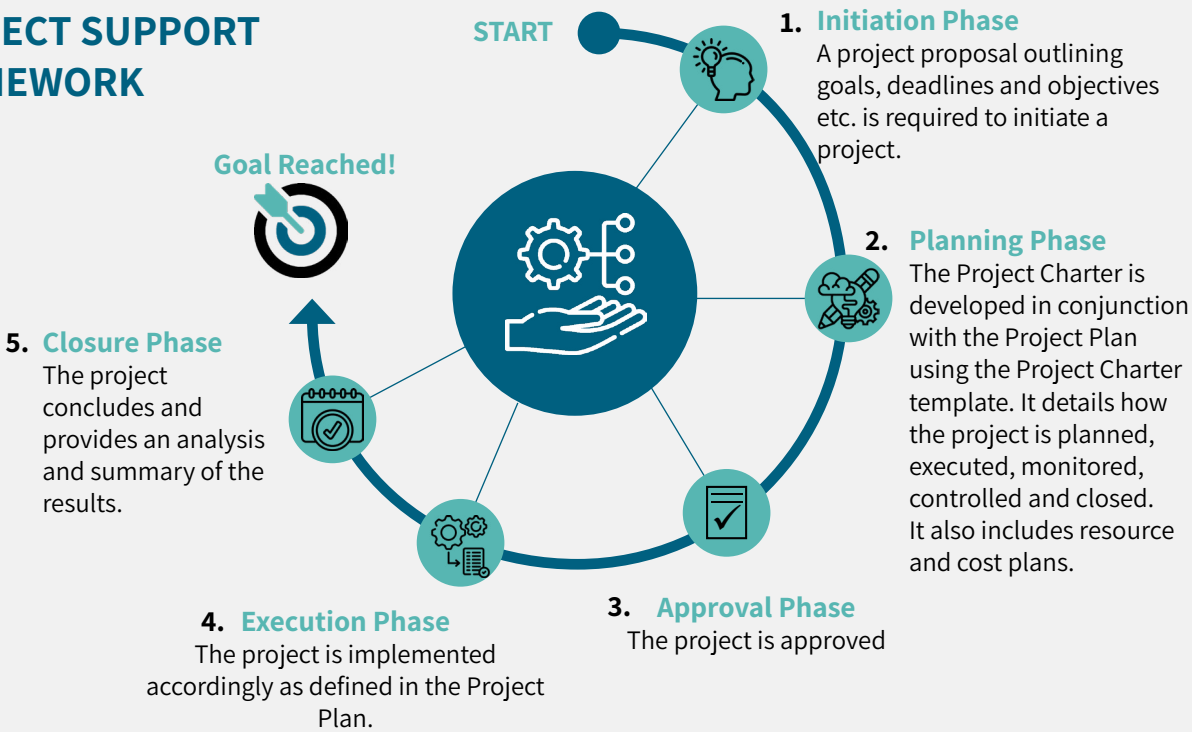 ECT SUPPORT
EWORK
START
1. Initiation Phase
A project proposal outlining
goals, deadlines and objectives
etc. is required to initiate a
project.
Goal Reached!
2. Planning Phase
The Project Charter is
developed in conjunction
with the Project Plan
using the Project Charter
template. It details how
the project is planned,
executed, monitored,
controlled and closed.
It also includes resource
and cost plans.
3. Approval Phase
The project is approved
4. Execution Phase
The project is implemented
accordingly as defined in the Project
Plan.
5. Closure Phase
The project
concludes and
provides an analysis
and summary of the
results.